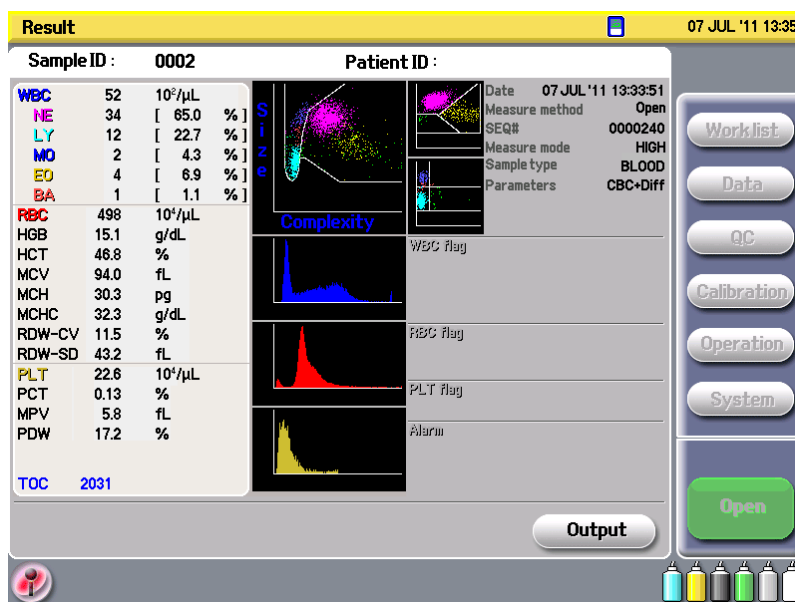 Result 07 JUL '11 13:35
Sample ID : 0002 Patient ID :
WBC 52 10²/µL
NE 34 [ 65.0 % ]
LY 12 [ 22.7 % ]
MO 2 [ 4.3 % ]
EO 4 [ 6.9 % ]
BA 1 [ 1.1 % ]
RBC 498 10⁴/µL
HGB 15.1 g/dL
HCT 46.8 %
MCV 94.0 fL
MCH 30.3 pg
MCHC 32.3 g/dL
RDW-CV 11.5 %
RDW-SD 43.2 fL
PLT 22.6 10⁴/µL
PCT 0.13 %
MPV 5.8 fL
PDW 17.2 %
TOC 2031
Size
Complexity
Date 07 JUL '11 13:33:51
Measure method Open
SEQ# 0000240
Measure mode HIGH
Sample type BLOOD
Parameters CBC+Diff
WBC flag
RBC flag
PLT flag
Alarm
Output
Work list
Data
QC
Calibration
Operation
System
Open